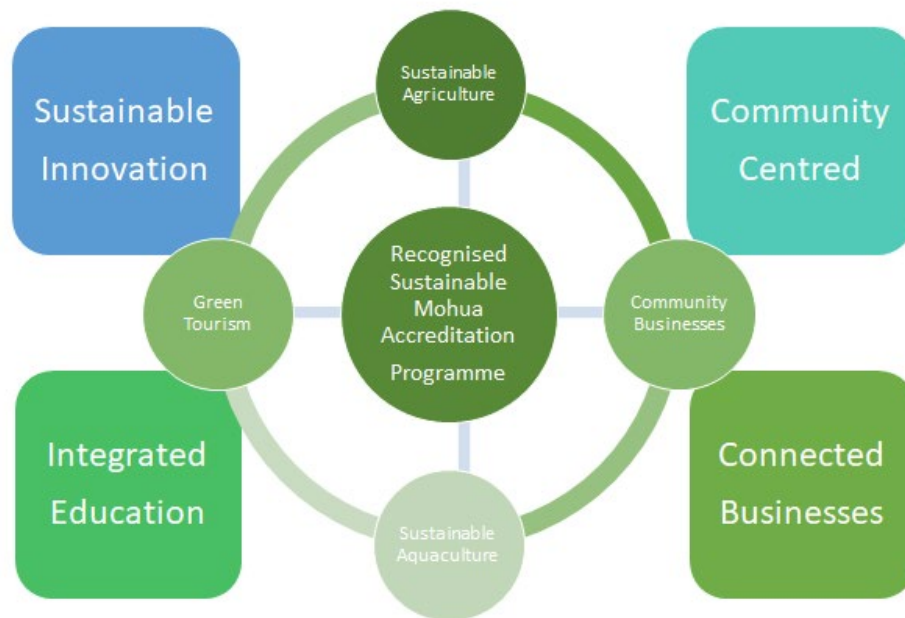 Sustainable
Innovation
Sustainable
Agriculture
Community
Centred
Green
Tourism
Recognised
Sustainable
Mohua
Accreditation
Programme
Community
Businesses
Integrated
Education
Sustainable
Aquaculture
Connected
Businesses